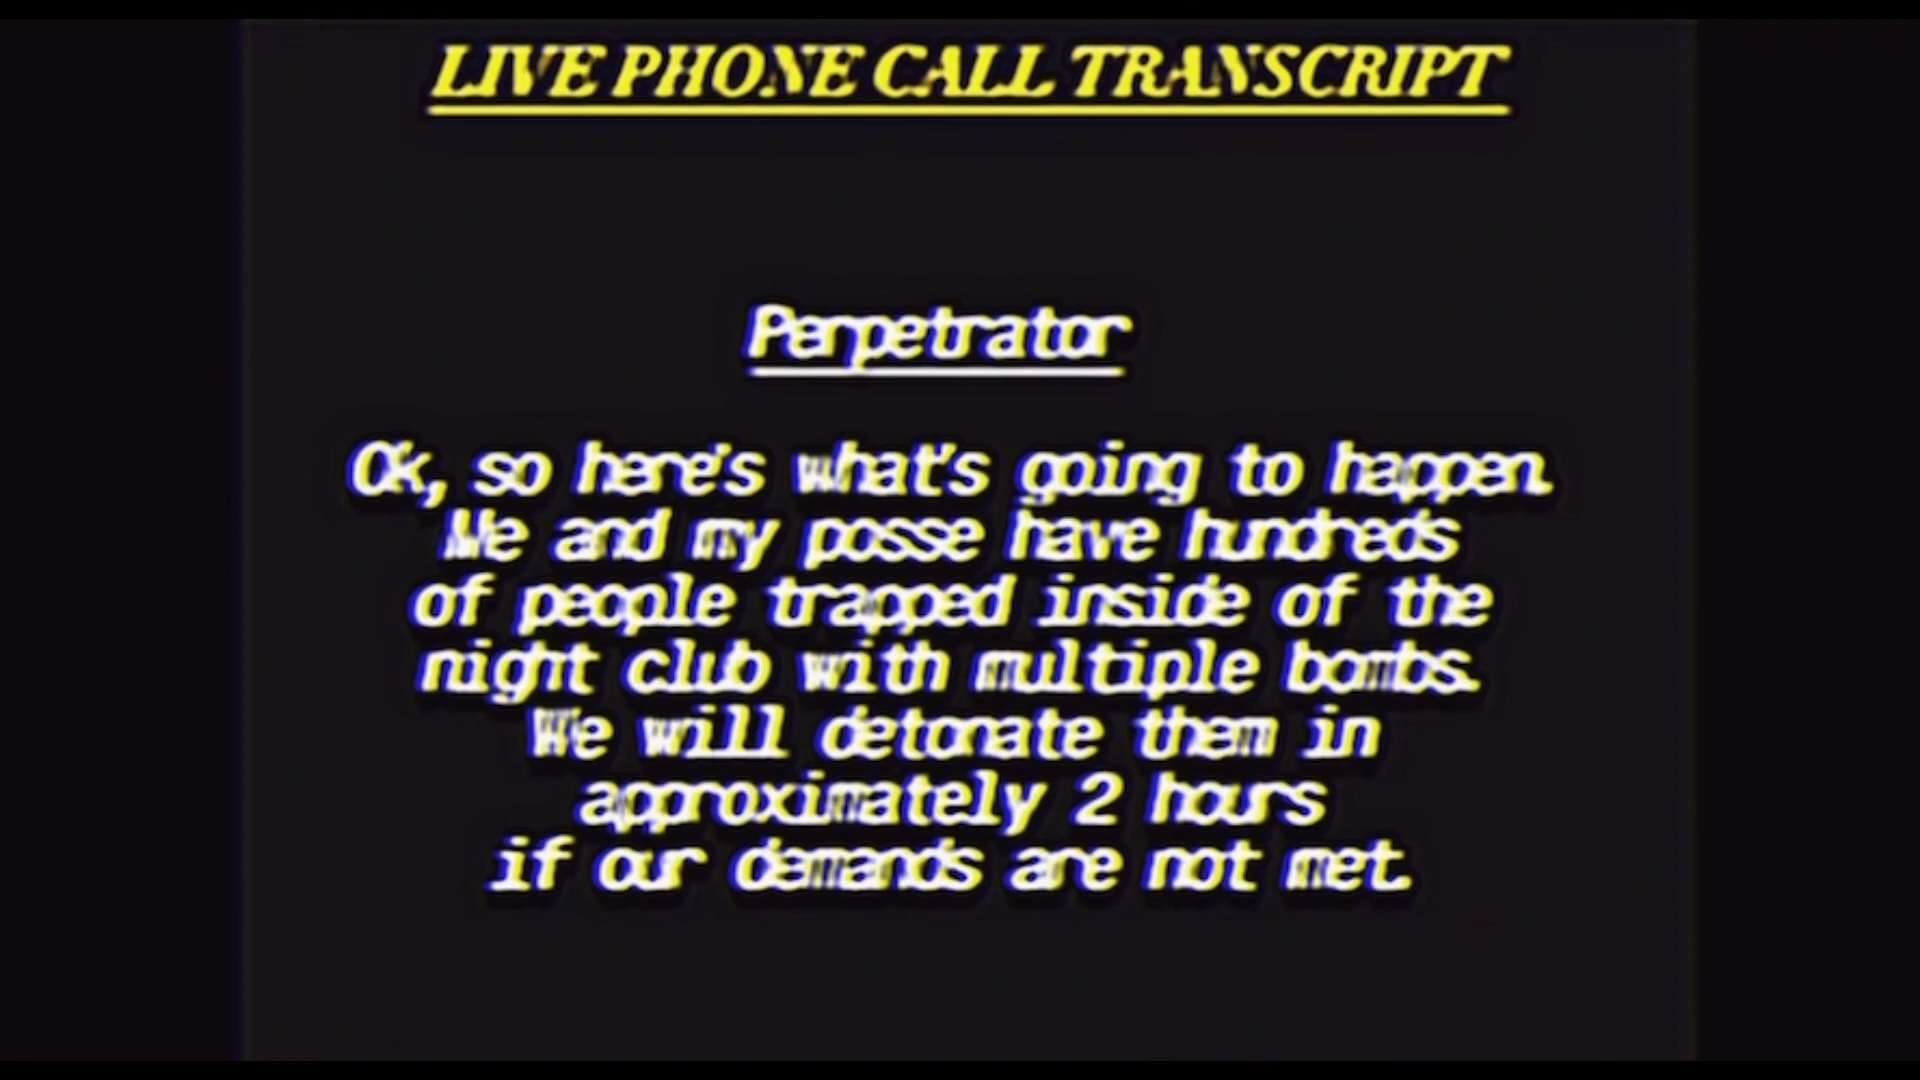 LIVE PHONE CALL TRANSCRIPT
Perpetrator
Ok, so here's what's going to happen.
Me and my posse have hundreds
of people trapped inside of the
night club with multiple bombs.
We will detonate them in
approximately 2 hours
if our demands are not met.